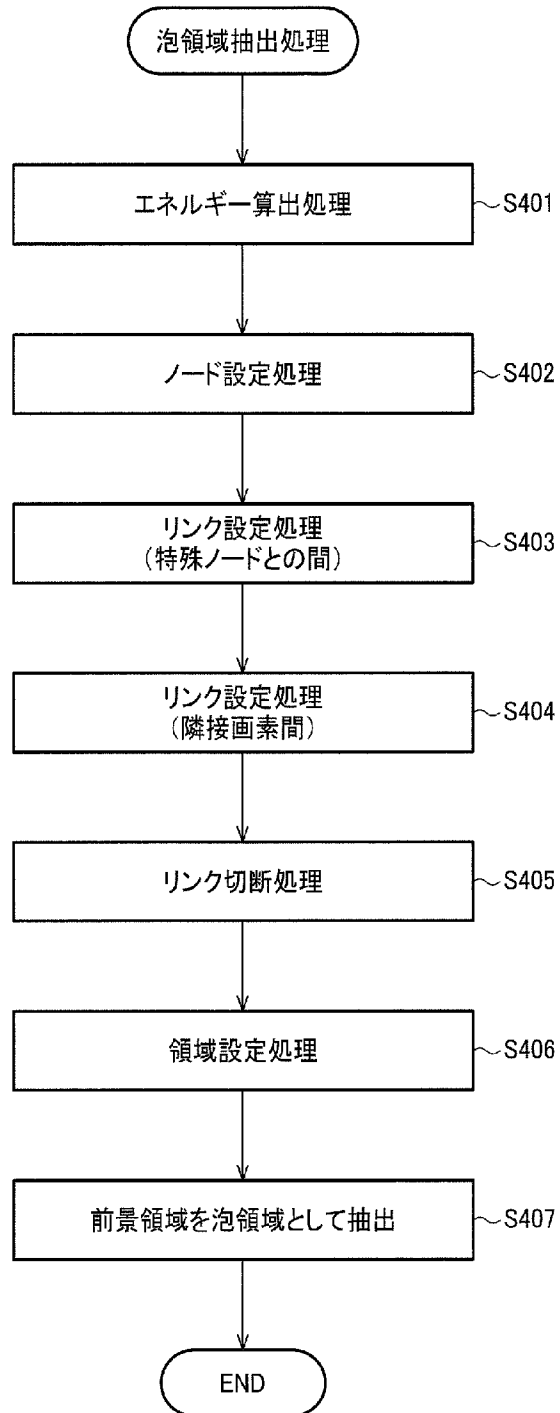 泡領域抽出処理
エネルギー算出処理
S401
ノード設定処理
S402
リンク設定処理
(特殊ノードとの間)
S403
リンク設定処理
(隣接画素間)
S404
リンク切断処理
S405
領域設定処理
S406
前景領域を泡領域として抽出
S407
END